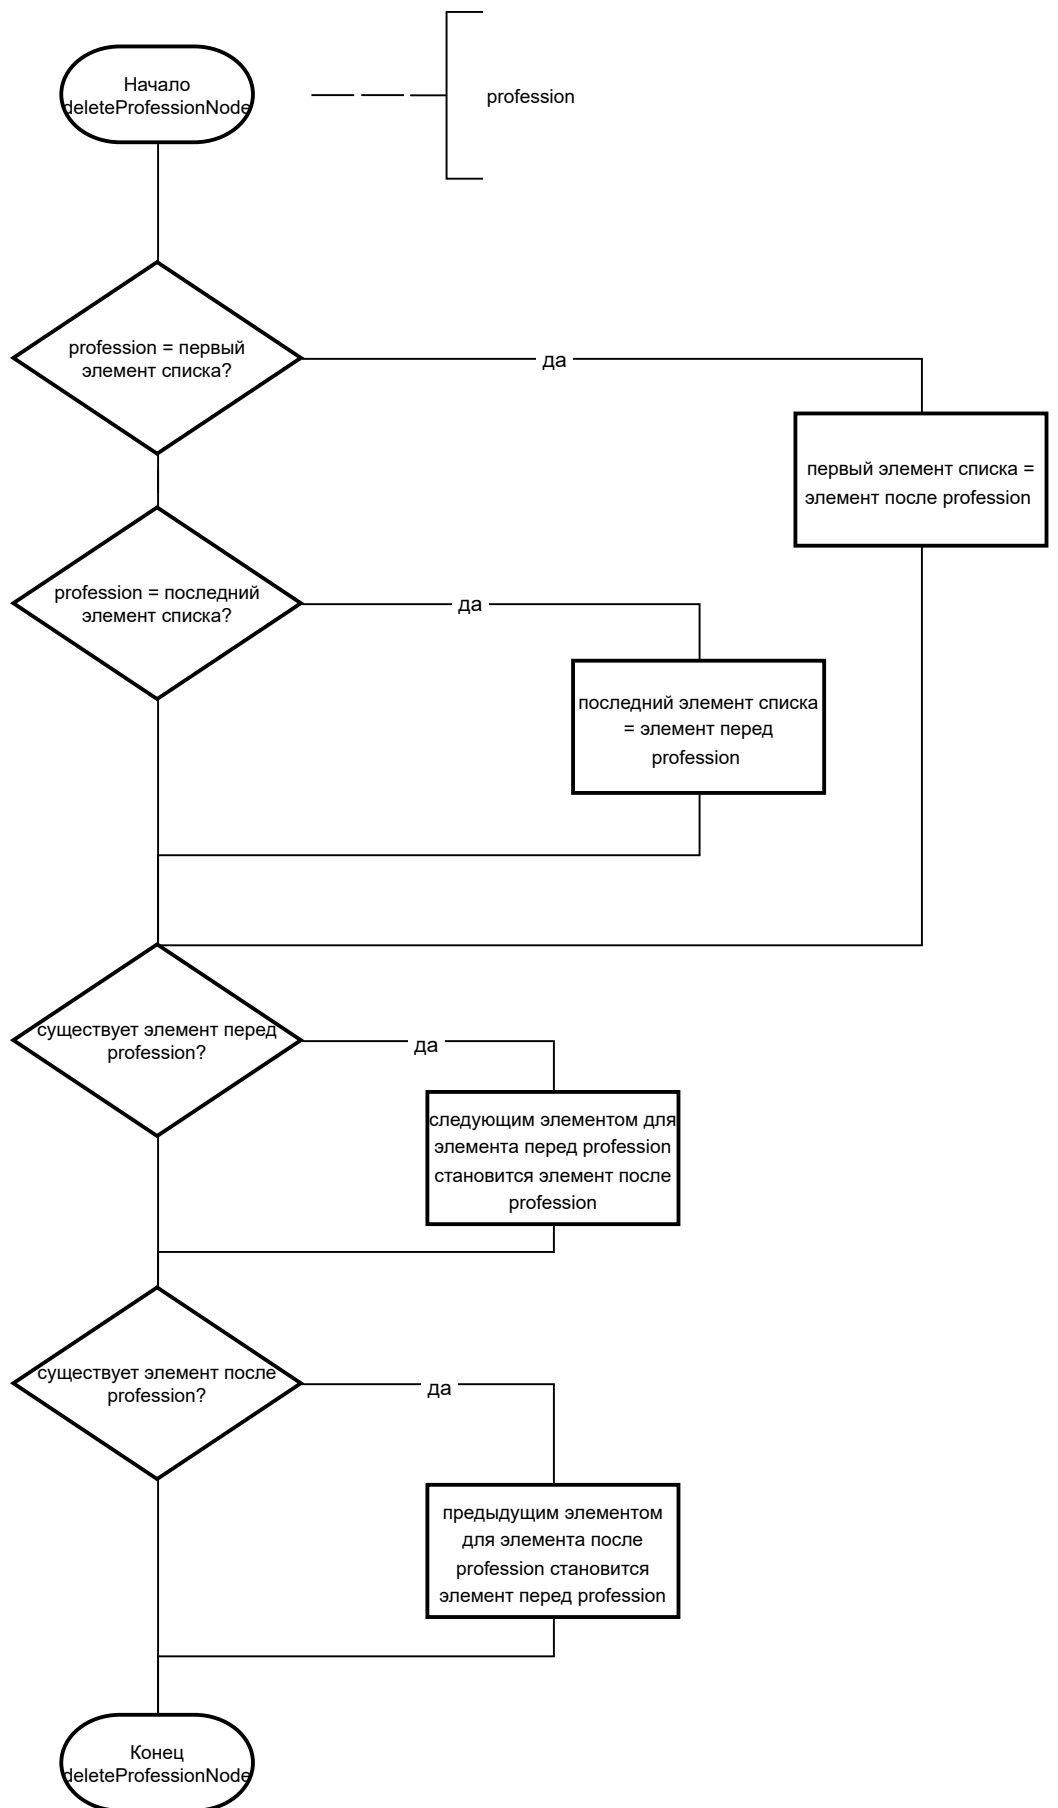 Начало
deleteProfessionNode
profession
profession = первый
элемент списка?
да
первый элемент списка =
элемент после profession
profession = последний
элемент списка?
да
последний элемент списка
= элемент перед
profession
существует элемент перед
profession?
да
следующим элементом для
элемента перед profession
становится элемент после
profession
существует элемент после
profession?
да
предыдущим элементом
для элемента после
profession становится
элемент перед profession
Конец
deleteProfessionNode